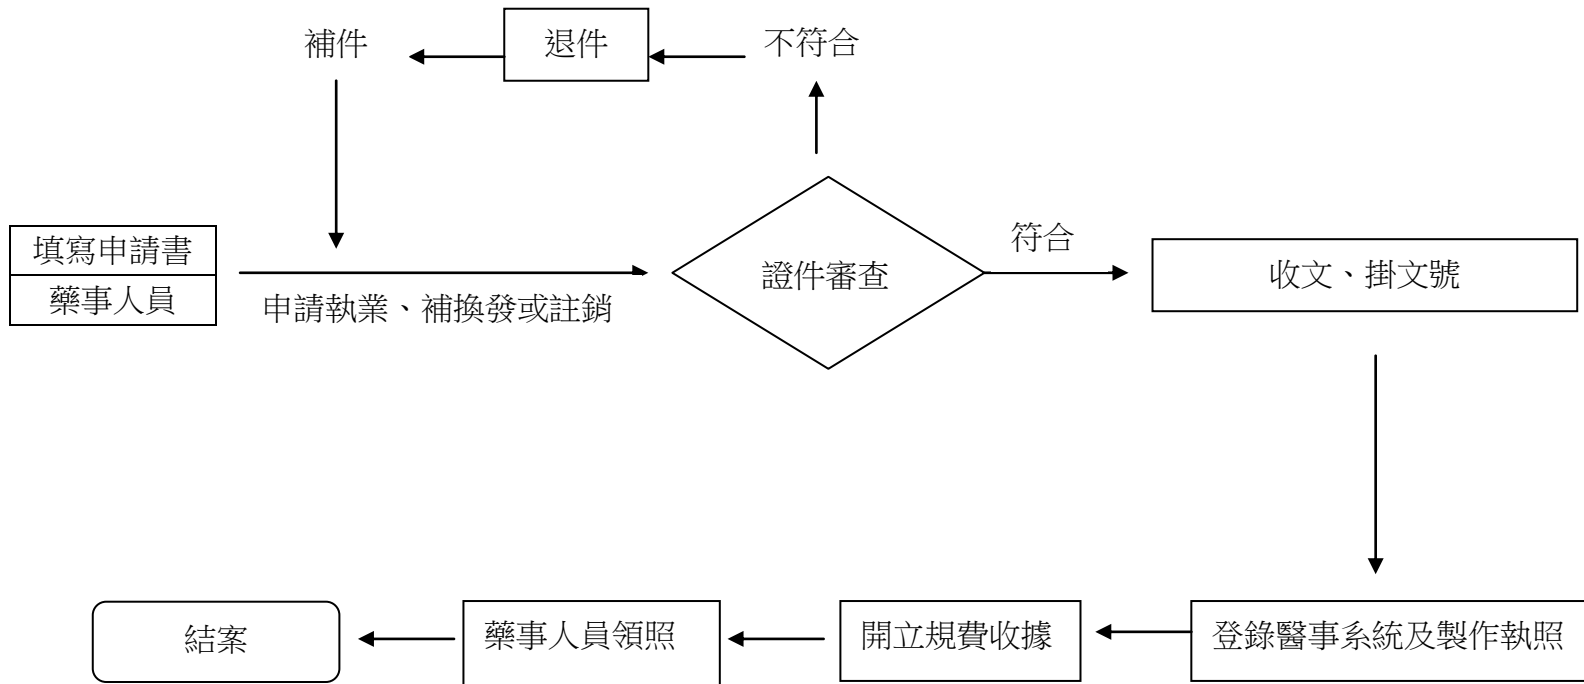 補件
退件
不符合
填寫申請書
藥事人員
申請執業、補換發或註銷
證件審查
符合
收文、掛文號
結案
藥事人員領照
開立規費收據
登錄醫事系統及製作執照